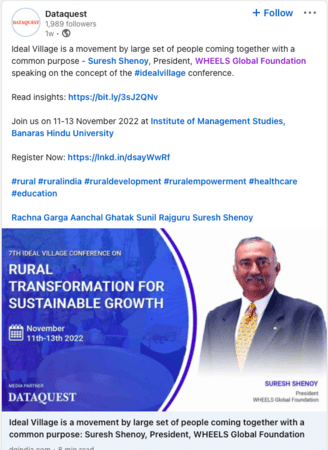 DATAQUEST
Dataquest
+ Follow
1,989 followers
1w •
Ideal Village is a movement by large set of people coming together with a
common purpose - Suresh Shenoy, President, WHEELS Global Foundation
speaking on the concept of the #idealvillage conference.
Read insights: https://bit.ly/3sJ2QNv
Join us on 11-13 November 2022 at Institute of Management Studies,
Banaras Hindu University
Register Now: https://lnkd.in/dsayWwRf
#rural #ruralindia #ruraldevelopment #ruralempowerment #healthcare
#education
Rachna Garga Aanchal Ghatak Sunil Rajguru Suresh Shenoy
7TH IDEAL VILLAGE CONFERENCE ON
RURAL
TRANSFORMATION FOR
SUSTAINABLE GROWTH
November
11th-13th 2022
MEDIA PARTNER
DATAQUEST
SURESH SHENOY
President
WHEELS Global Foundation
Ideal Village is a movement by large set of people coming together with a
common purpose: Suresh Shenoy, President, WHEELS Global Foundation
dqindia.com • 8 min read